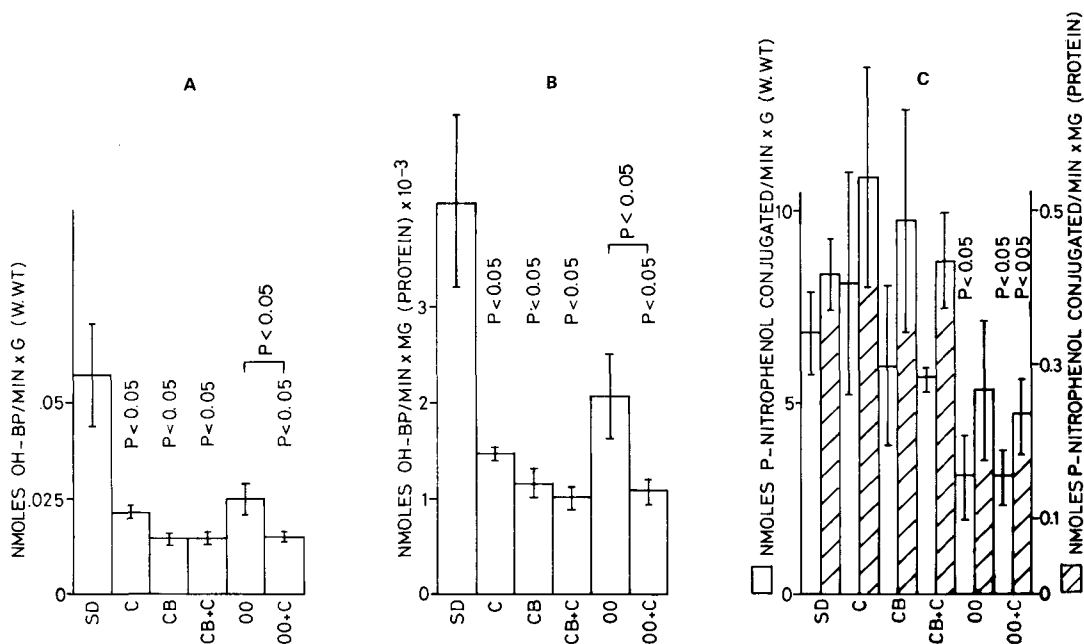 A
NMOLES OH-BP/MIN x G (W.WT)
.05
.025
0
P < 0.05
P < 0.05
P < 0.05
P < 0.05
P < 0.05
SD
C
CB
CB+C
OO
OO+C
B
NMOLES OH-BP/MIN x MG (PROTEIN) x 10⁻³
3
2
1
0
P < 0.05
P < 0.05
P < 0.05
P < 0.05
P < 0.05
SD
C
CB
CB+C
OO
OO+C
C
NMOLES P-NITROPHENOL CONJUGATED/MIN x G (W.WT)
10
5
0
P < 0.05
P < 0.05
P < 0.05
SD
C
CB
CB+C
OO
OO+C
0.5
0.3
0.1
0
NMOLES P-NITROPHENOL CONJUGATED/MIN x MG (PROTEIN)